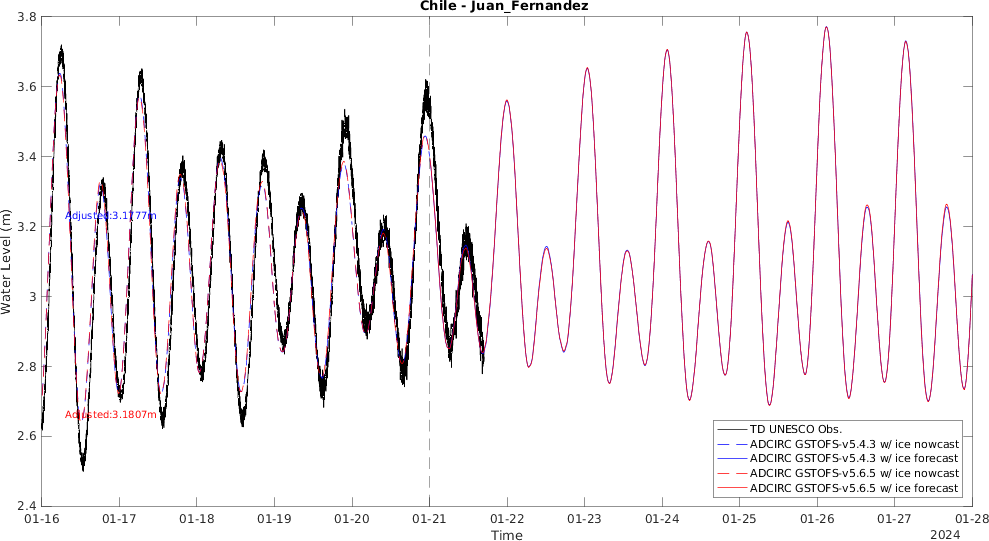 Chile - Juan_Fernandez
3.8
3.6
3.4
3.2
3
2.8
2.6
2.4
Water Level (m)
Adjusted:3.1777m
Adjusted:3.1807m
TD UNESCO Obs.
ADCIRC GSTOFS-v5.4.3 w/ ice nowcast
ADCIRC GSTOFS-v5.4.3 w/ ice forecast
ADCIRC GSTOFS-v5.6.5 w/ ice nowcast
ADCIRC GSTOFS-v5.6.5 w/ ice forecast
01-16 01-17 01-18 01-19 01-20 01-21 01-22 01-23 01-24 01-25 01-26 01-27 01-28
Time
2024